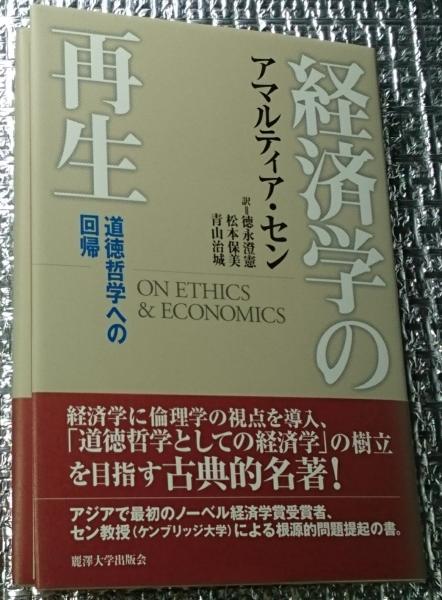 経済学の
再生
アマルティア・セン
訳=徳永澄憲
松本保美
青山治城
道徳哲学への
回帰
ON ETHICS
& ECONOMICS
経済学に倫理学の視点を導入、
「道徳哲学としての経済学」の樹立
を目指す古典的名著!
アジアで最初のノーベル経済学賞受賞者、
セン教授(ケンブリッジ大学)による根源的問題提起の書。
麗澤大学出版会